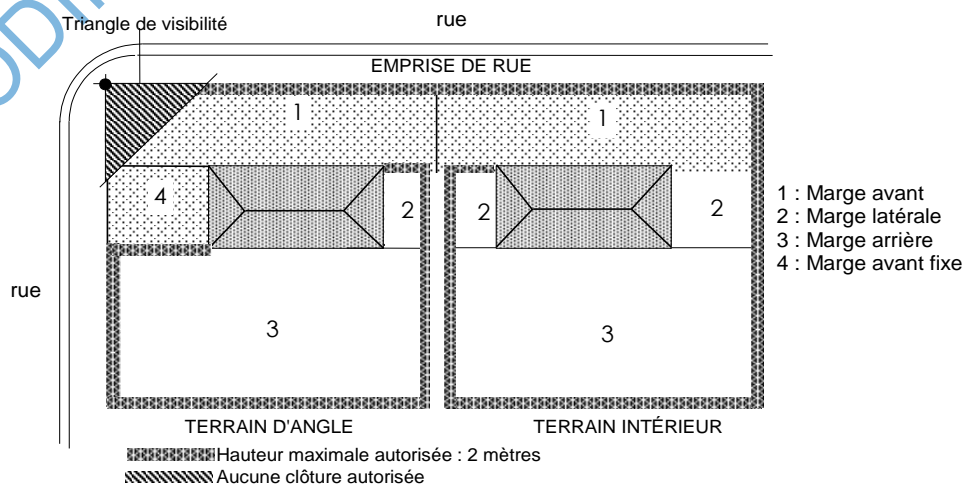 rue
Triangle de visibilité
EMPRISE DE RUE
1
1
4
2
2
2
1 : Marge avant
2 : Marge latérale
3 : Marge arrière
4 : Marge avant fixe
rue
3
3
TERRAIN D'ANGLE
TERRAIN INTÉRIEUR
Hauteur maximale autorisée : 2 mètres
Aucune clôture autorisée